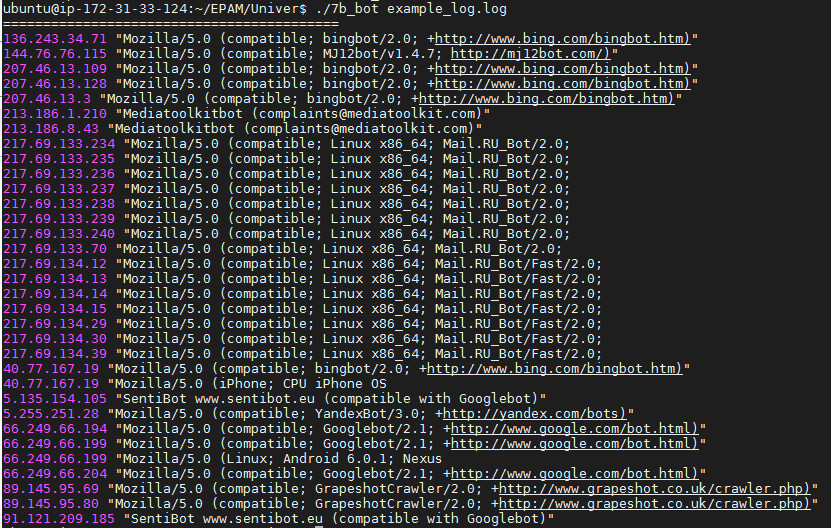 ubuntu@ip-172-31-33-124:~/EPAM/Univer$ ./7b_bot example_log.log
========================================
136.243.34.71 "Mozilla/5.0 (compatible; bingbot/2.0; +http://www.bing.com/bingbot.htm)"
144.76.76.115 "Mozilla/5.0 (compatible; MJ12bot/v1.4.7; http://mj12bot.com/)"
207.46.13.109 "Mozilla/5.0 (compatible; bingbot/2.0; +http://www.bing.com/bingbot.htm)"
207.46.13.128 "Mozilla/5.0 (compatible; bingbot/2.0; +http://www.bing.com/bingbot.htm)"
207.46.13.3 "Mozilla/5.0 (compatible; bingbot/2.0; +http://www.bing.com/bingbot.htm)"
213.186.1.210 "Mediatoolkitbot (complaints@mediatoolkit.com)"
213.186.8.43 "Mediatoolkitbot (complaints@mediatoolkit.com)"
217.69.133.234 "Mozilla/5.0 (compatible; Linux x86_64; Mail.RU_Bot/2.0;
217.69.133.235 "Mozilla/5.0 (compatible; Linux x86_64; Mail.RU_Bot/2.0;
217.69.133.236 "Mozilla/5.0 (compatible; Linux x86_64; Mail.RU_Bot/2.0;
217.69.133.237 "Mozilla/5.0 (compatible; Linux x86_64; Mail.RU_Bot/2.0;
217.69.133.238 "Mozilla/5.0 (compatible; Linux x86_64; Mail.RU_Bot/2.0;
217.69.133.239 "Mozilla/5.0 (compatible; Linux x86_64; Mail.RU_Bot/2.0;
217.69.133.240 "Mozilla/5.0 (compatible; Linux x86_64; Mail.RU_Bot/2.0;
217.69.133.70 "Mozilla/5.0 (compatible; Linux x86_64; Mail.RU_Bot/2.0;
217.69.134.12 "Mozilla/5.0 (compatible; Linux x86_64; Mail.RU_Bot/Fast/2.0;
217.69.134.13 "Mozilla/5.0 (compatible; Linux x86_64; Mail.RU_Bot/Fast/2.0;
217.69.134.14 "Mozilla/5.0 (compatible; Linux x86_64; Mail.RU_Bot/Fast/2.0;
217.69.134.15 "Mozilla/5.0 (compatible; Linux x86_64; Mail.RU_Bot/Fast/2.0;
217.69.134.29 "Mozilla/5.0 (compatible; Linux x86_64; Mail.RU_Bot/Fast/2.0;
217.69.134.30 "Mozilla/5.0 (compatible; Linux x86_64; Mail.RU_Bot/Fast/2.0;
217.69.134.39 "Mozilla/5.0 (compatible; Linux x86_64; Mail.RU_Bot/Fast/2.0;
40.77.167.19 "Mozilla/5.0 (compatible; bingbot/2.0; +http://www.bing.com/bingbot.htm)"
40.77.167.19 "Mozilla/5.0 (iPhone; CPU iPhone OS
5.135.154.105 "SentiBot www.sentibot.eu (compatible with Googlebot)"
5.255.251.28 "Mozilla/5.0 (compatible; YandexBot/3.0; +http://yandex.com/bots)"
66.249.66.194 "Mozilla/5.0 (compatible; Googlebot/2.1; +http://www.google.com/bot.html)"
66.249.66.199 "Mozilla/5.0 (compatible; Googlebot/2.1; +http://www.google.com/bot.html)"
66.249.66.199 "Mozilla/5.0 (Linux; Android 6.0.1; Nexus
66.249.66.204 "Mozilla/5.0 (compatible; Googlebot/2.1; +http://www.google.com/bot.html)"
89.145.95.69 "Mozilla/5.0 (compatible; GrapeshotCrawler/2.0; +http://www.grapeshot.co.uk/crawler.php)"
89.145.95.80 "Mozilla/5.0 (compatible; GrapeshotCrawler/2.0; +http://www.grapeshot.co.uk/crawler.php)"
91.121.209.185 "SentiBot www.sentibot.eu (compatible with Googlebot)"